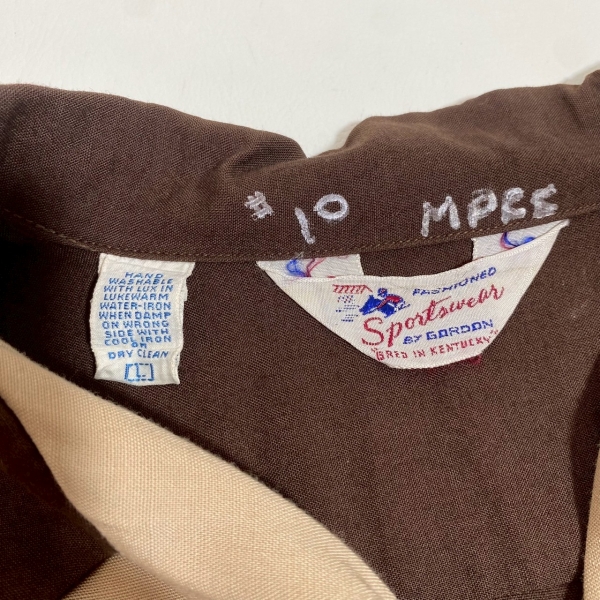 #10 MPRE
HAND
WASHABLE
WITH LUX IN
LUKEWARM
WATER-IRON
WHEN DAMP
ON WRONG
SIDE WITH
COOL IRON
OR
DRY CLEAN
L
FASHIONED
Sportswear
BY GORDON
"BRED IN KENTUCKY"